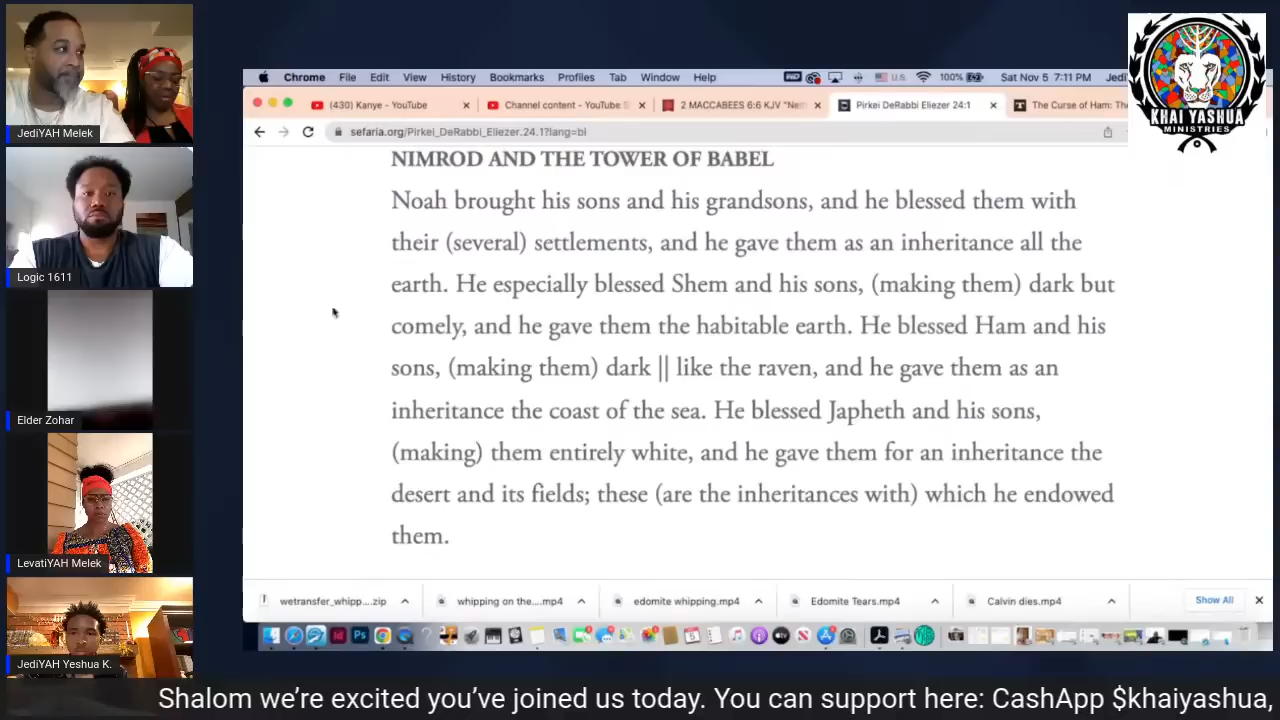 JediYAH Melek
Logic 1611
Elder Zohar
LevatiYAH Melek
JediYAH Yeshua K.
Chrome File Edit View History Bookmarks Profiles Tab Window Help
U.S. 100% Sat Nov 5 7:11 PM Jedi
(430) Kanye - YouTube
Channel content - YouTube S
2 MACCABEES 6:6 KJV "Nei
Pirkei DeRabbi Eliezer 24:1
The Curse of Ham: The
sefaria.org/Pirkei_DeRabbi_Eliezer.24.1?lang=bi
KHAI YASHUA
MINISTRIES
NIMROD AND THE TOWER OF BABEL
Noah brought his sons and his grandsons, and he blessed them with
their (several) settlements, and he gave them as an inheritance all the
earth. He especially blessed Shem and his sons, (making them) dark but
comely, and he gave them the habitable earth. He blessed Ham and his
sons, (making them) dark || like the raven, and he gave them as an
inheritance the coast of the sea. He blessed Japheth and his sons,
(making) them entirely white, and he gave them for an inheritance the
desert and its fields; these (are the inheritances with) which he endowed
them.
wetransfer_whipp....zip
whipping on the....mp4
edomite whipping.mp4
Edomite Tears.mp4
Calvin dies.mp4
Show All
Shalom we're excited you've joined us today. You can support here: CashApp $khaiyashua,